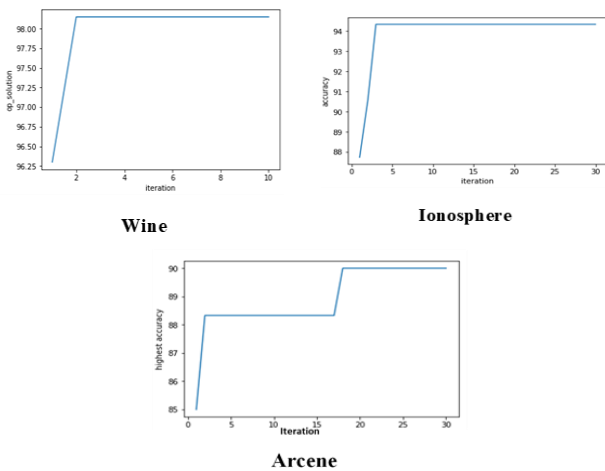 98.00
97.75
97.50
97.25
97.00
96.75
96.50
96.25
op_solution
2 4 6 8 10
iteration
Wine
94
93
92
91
90
89
88
accuracy
0 5 10 15 20 25 30
iteration
Ionosphere
90
89
88
87
86
85
highest accuracy
0 5 10 15 20 25 30
Iteration
Arcene